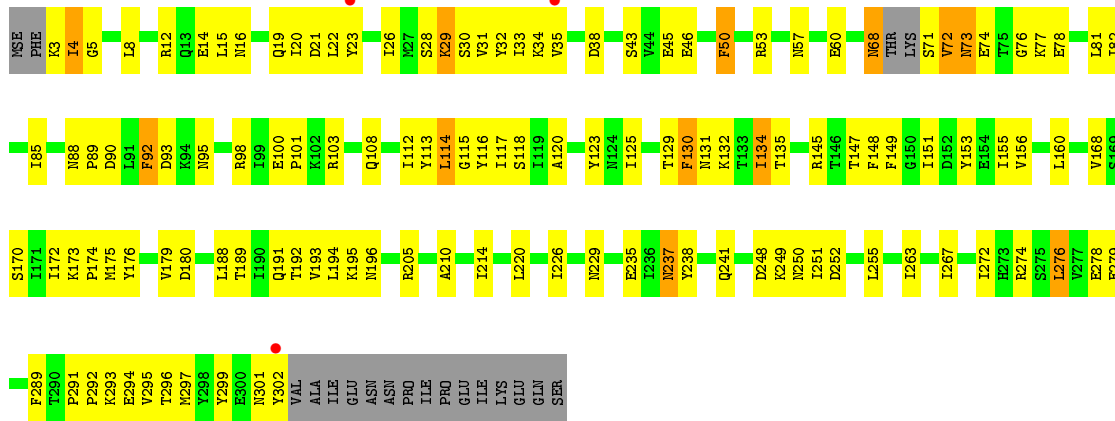 MSE PHE K3 I4 G5 L8 R12 Q13 E14 L15 N16 Q19 I20 D21 L22 Y23 I26 M27 S28 K29 S30 V31 Y32 I33 K34 V35 D38 S43 V44 E45 E46 F50 R53 N57 E60 N68 THR LYS S71 V72 N73 E74 T75 G76 K77 E78 L81
I85 N88 P89 D90 L91 F92 D93 K94 N95 R98 I99 E100 P101 K102 R103 Q108 I112 Y113 L114 G115 Y116 I117 S118 I119 A120 Y123 N124 I125 T129 F130 N131 K132 T133 I134 T135 R145 T146 T147 F148 F149 G150 I151 D152 Y153 E154 I155 V156 L160 V168 S169
S170 I171 I172 K173 P174 M175 Y176 V179 D180 L188 T189 I190 Q191 T192 V193 L194 K195 N196 R205 A210 I214 L220 I226 N229 E235 I236 N237 Y238 Q241 D248 K249 N250 I251 D252 L255 I263 I267 I272 H273 R274 S275 L276 V277 E278
F289 T290 P291 P292 K293 E294 V295 T296 M297 Y298 Y299 E300 N301 Y302 VAL ALA ILE GLU ASN ASN PRO ILE PRO GLU ILE LYS GLU GLN SER